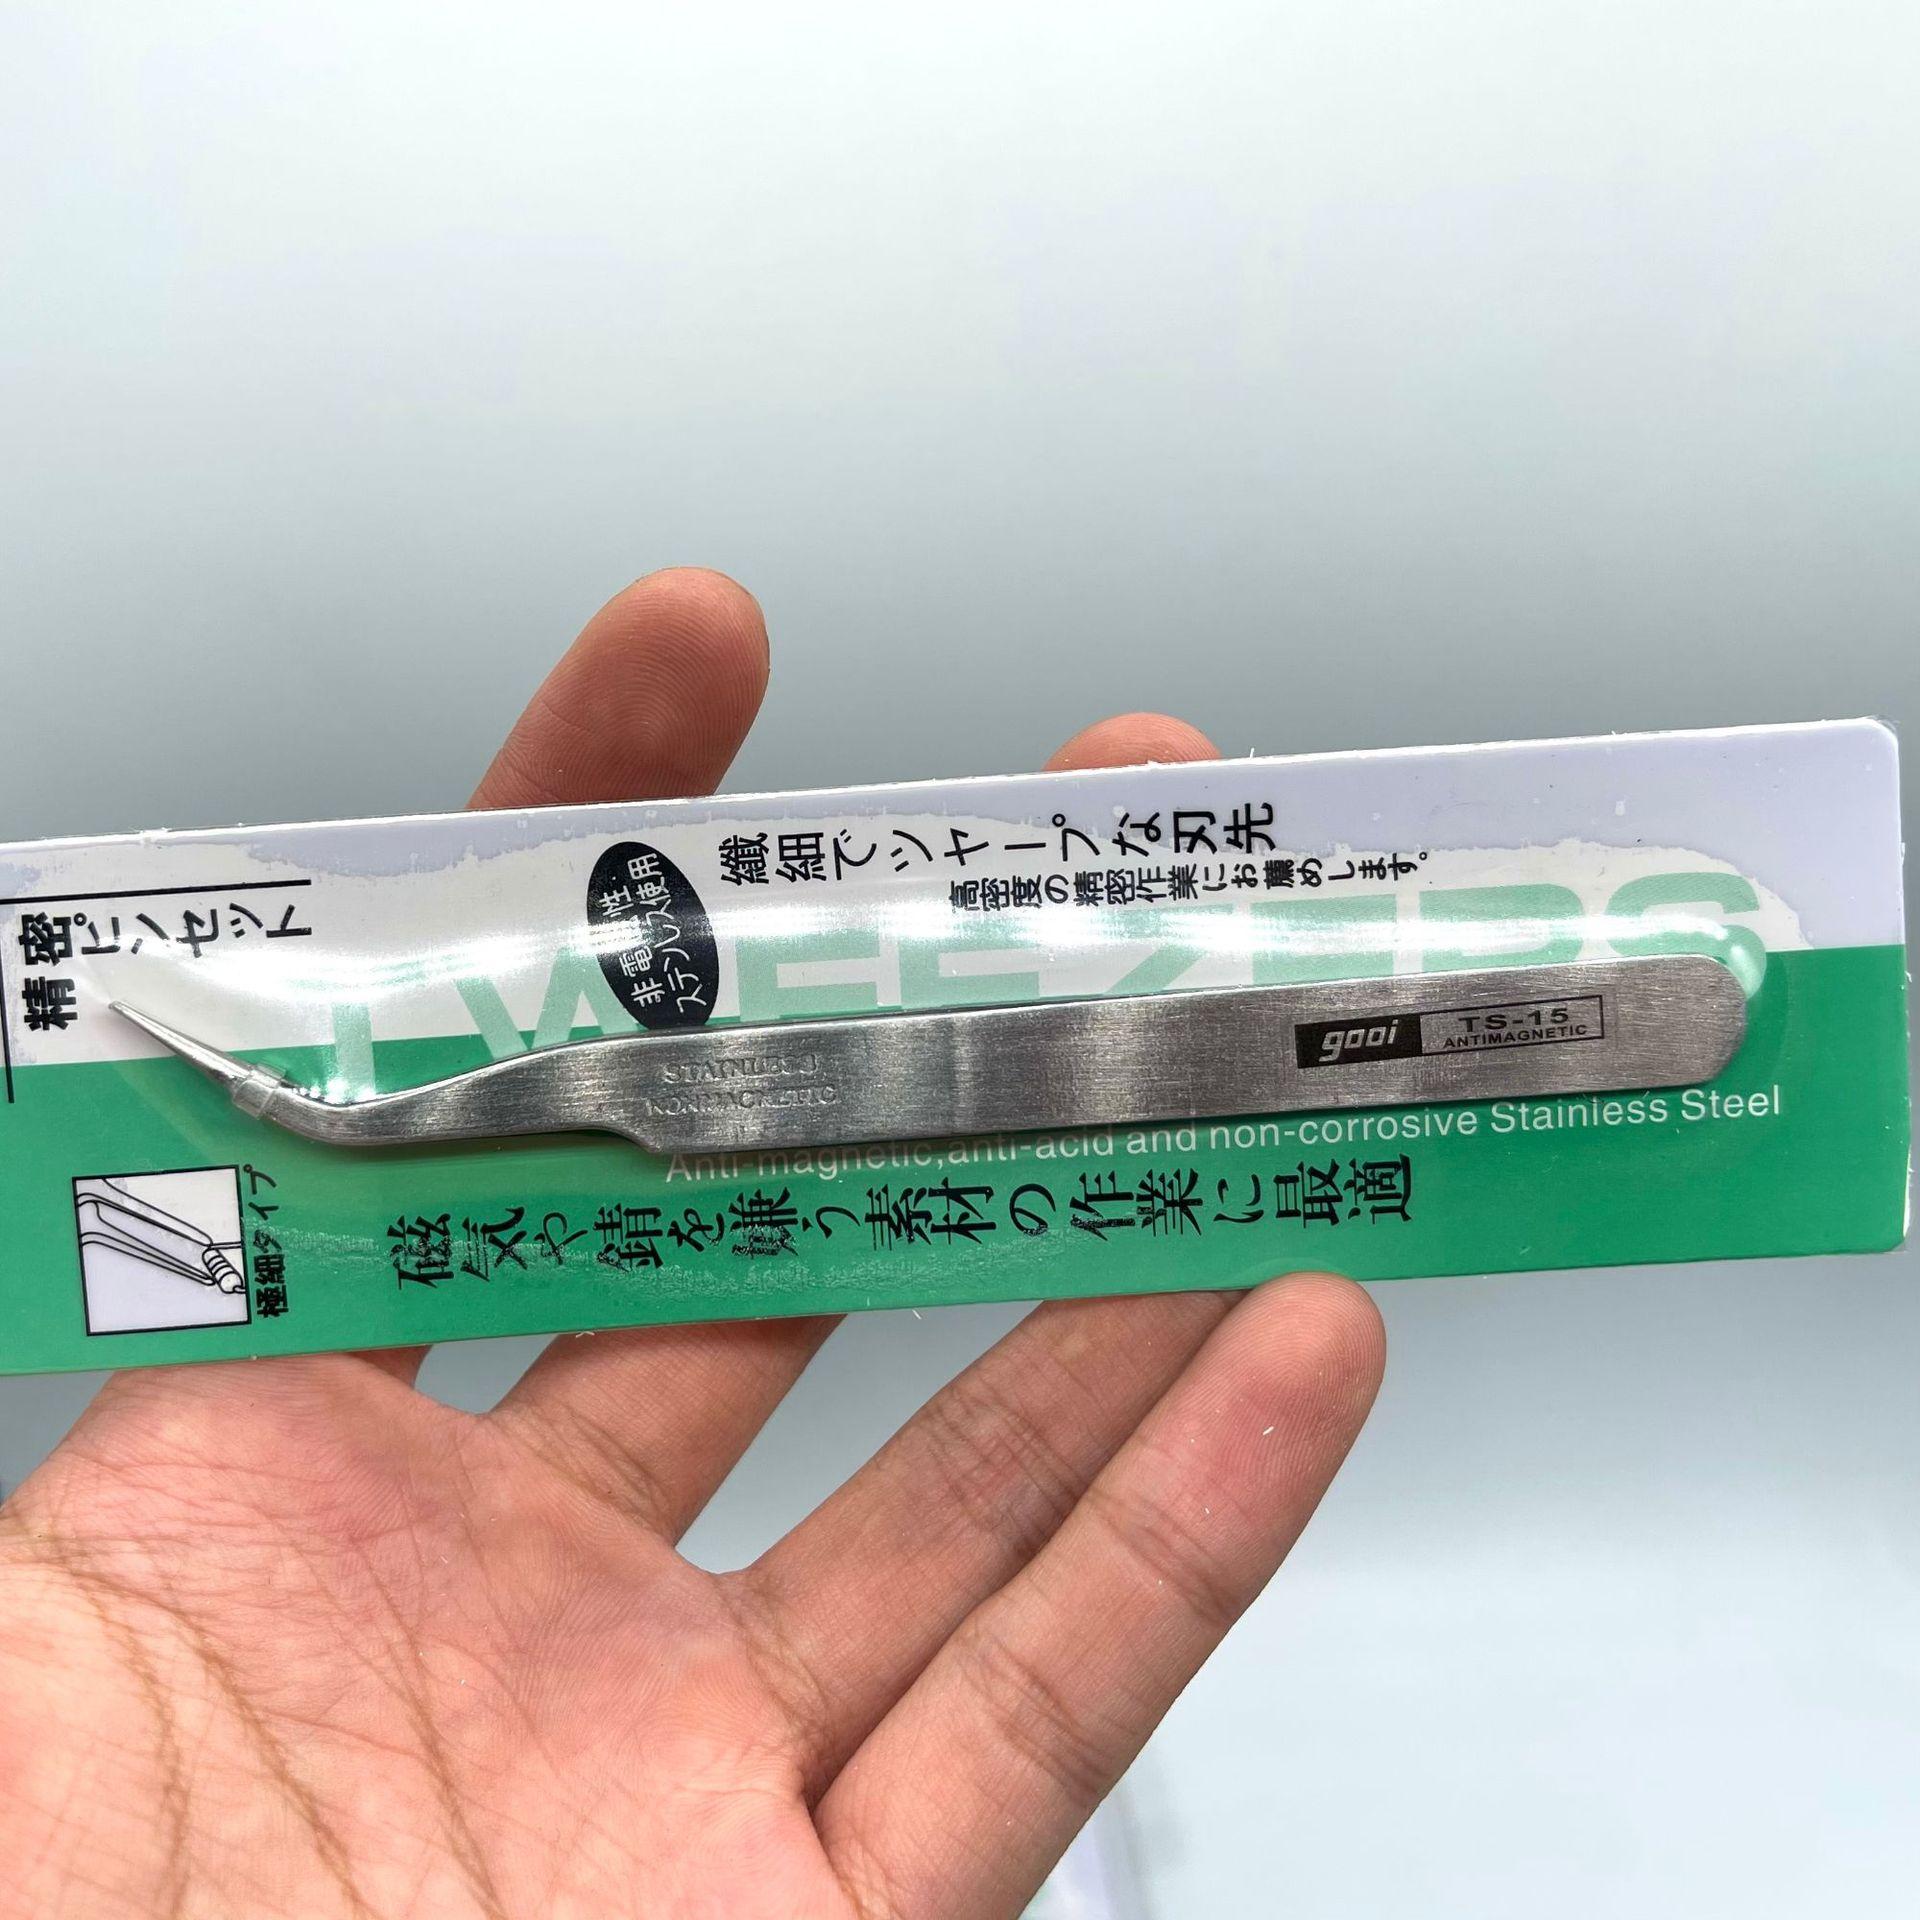 精密ピンセット
非電磁性・
ステンレス使用
繊細でツャープなよ刃先
高密度の精密作業にお薦めします。
TWEEZERS
STAINLESS
NONMAGNETIC
gooi
TS-15
ANTIMAGNETIC
Anti-magnetic,anti-acid and non-corrosive Stainless Steel
極細タイプ
磁気や錆を嫌う素材の作業に最適